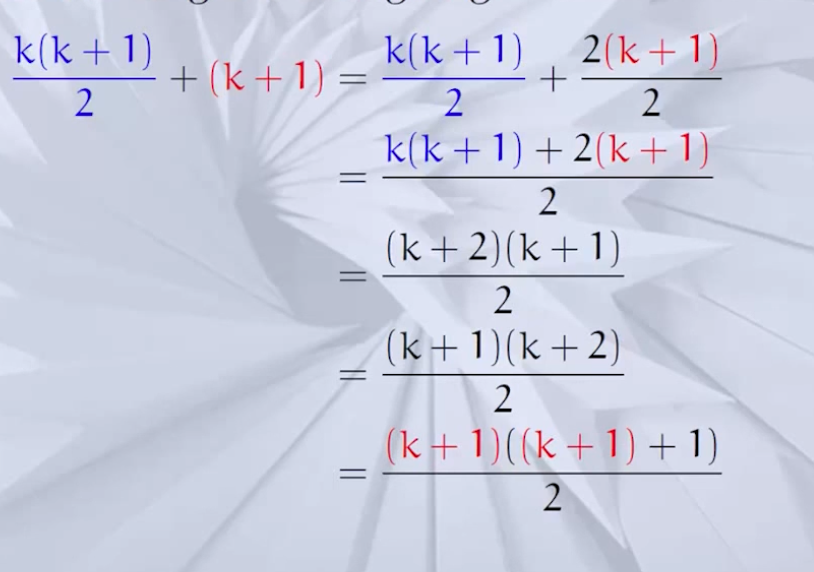 k(k + 1)/2 + (k + 1) = k(k + 1)/2 + 2(k + 1)/2
= k(k + 1) + 2(k + 1)/2
= (k + 2)(k + 1)/2
= (k + 1)(k + 2)/2
= (k + 1)((k + 1) + 1)/2